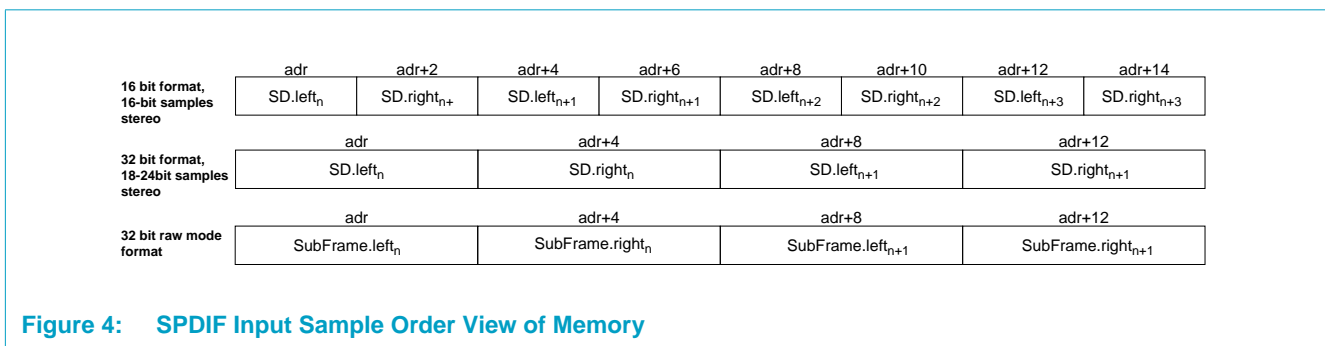 adr adr+2 adr+4 adr+6 adr+8 adr+10 adr+12 adr+14
16 bit format,
16-bit samples
stereo
SD.leftn SD.rightn+ SD.leftn+1 SD.rightn+1 SD.leftn+2 SD.rightn+2 SD.leftn+3 SD.rightn+3
adr adr+4 adr+8 adr+12
32 bit format,
18-24bit samples
stereo
SD.leftn SD.rightn SD.leftn+1 SD.rightn+1
adr adr+4 adr+8 adr+12
32 bit raw mode
format
SubFrame.leftn SubFrame.rightn SubFrame.leftn+1 SubFrame.rightn+1
Figure 4: SPDIF Input Sample Order View of Memory